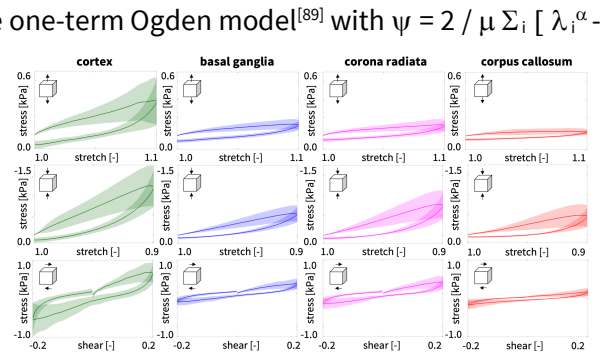 e one-term Ogden model[89] with ψ = 2 / μ Σi [ λiα -
cortex basal ganglia corona radiata corpus callosum
0.6 0.6 0.6 0.6
stress [kPa] stress [kPa] stress [kPa] stress [kPa]
0.0 0.0 0.0 0.0
1.0 1.1 1.0 1.1 1.0 1.1 1.0 1.1
stretch [-] stretch [-] stretch [-] stretch [-]
-1.5 -1.5 -1.5 -1.5
stress [kPa] stress [kPa] stress [kPa] stress [kPa]
0.0 0.0 0.0 0.0
1.0 0.9 1.0 0.9 1.0 0.9 1.0 0.9
stretch [-] stretch [-] stretch [-] stretch [-]
1.0 1.0 1.0 1.0
stress [kPa] stress [kPa] stress [kPa] stress [kPa]
-1.0 -1.0 -1.0 -1.0
-0.2 0.2 -0.2 0.2 -0.2 0.2 -0.2 0.2
shear [-] shear [-] shear [-] shear [-]